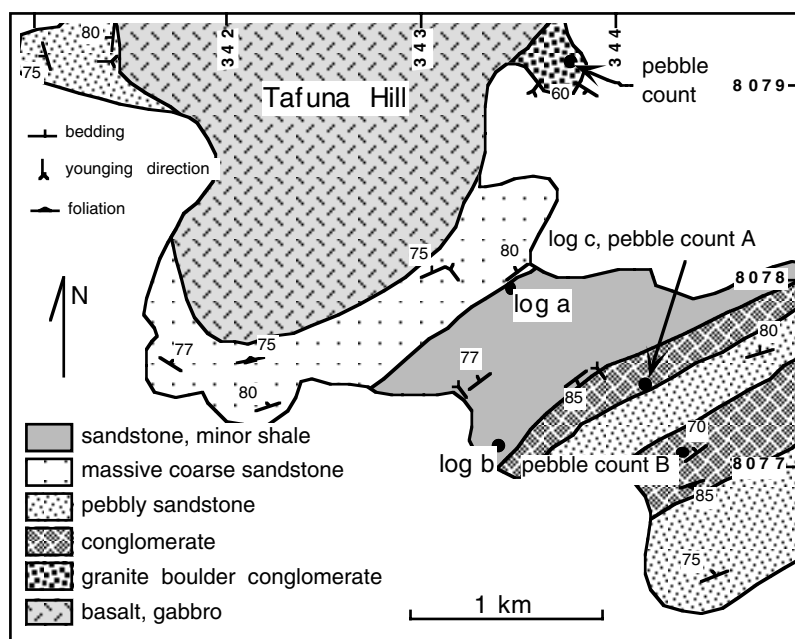 80
342
343
344
pebble
count
8079
75
Tafuna Hill
60
bedding
younging direction
foliation
log c, pebble count A
75
80
8078
N
log a
77
75
77
80
80
85
70
log b
pebble count B
8077
85
75
sandstone, minor shale
massive coarse sandstone
pebbly sandstone
conglomerate
granite boulder conglomerate
basalt, gabbro
1 km